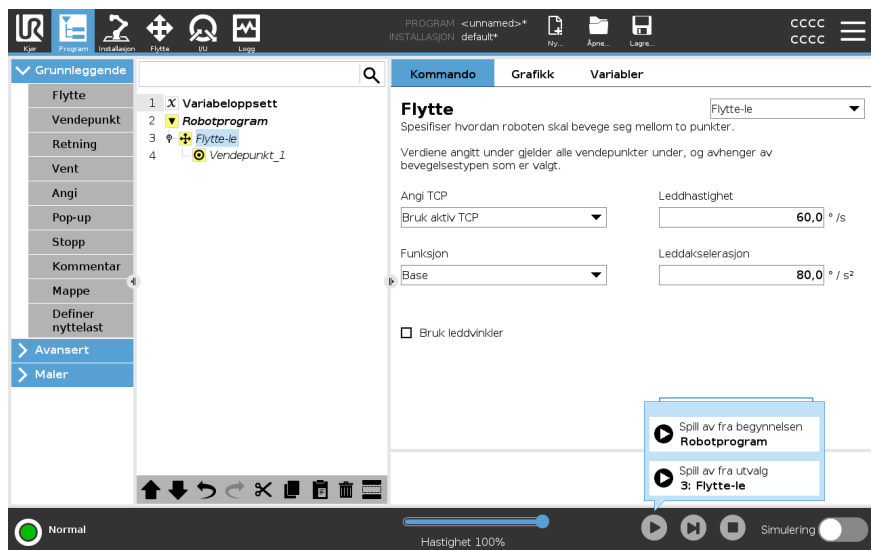 UR
Kjør
Program
Installasjon
Flytte
I/U
Logg
PROGRAM <unnamed>*
INSTALLASJON default*
Ny...
Åpne...
Lagre...
CCCC
CCCC
Grunnleggende
Flytte
Vendepunkt
Retning
Vent
Angi
Pop-up
Stopp
Kommentar
Mappe
Definer
nyttelast
Avansert
Maler
1 X Variabeloppsett
2 Robotprogram
3 Flytte-le
4 Vendepunkt_1
Kommando Grafikk Variabler
Flytte
Flytte-le
Spesifiser hvordan roboten skal bevege seg mellom to punkter.
Verdiene angitt under gjelder alle vendepunkter under, og avhenger av
bevegelsestypen som er valgt.
Angi TCP
Bruk aktiv TCP
Leddhastighet
60,0 ° /s
Funksjon
Base
Leddakselerasjon
80,0 ° / s²
Bruk leddvinkler
Spill av fra begynnelsen
Robotprogram
Spill av fra utvalg
3: Flytte-le
Normal
Hastighet 100%
Simulering